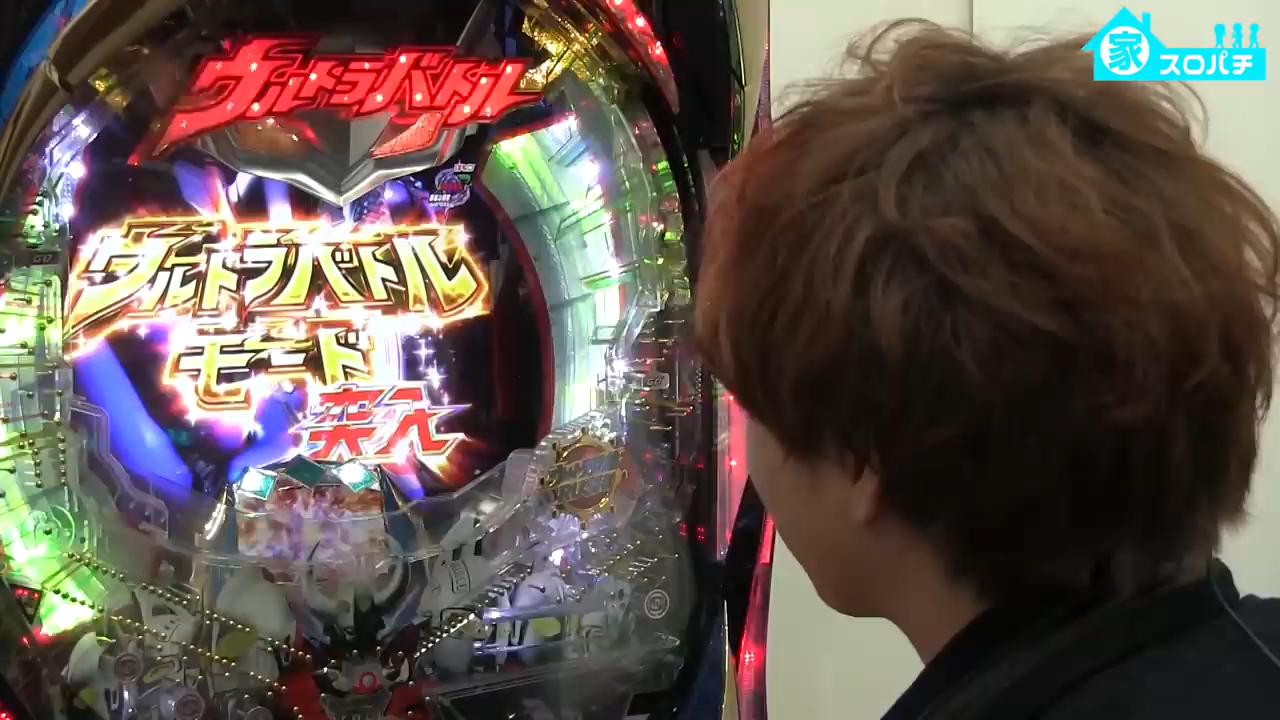 家 スロパチ
ウルトラバトル
ウルトラバトル
モード
突入